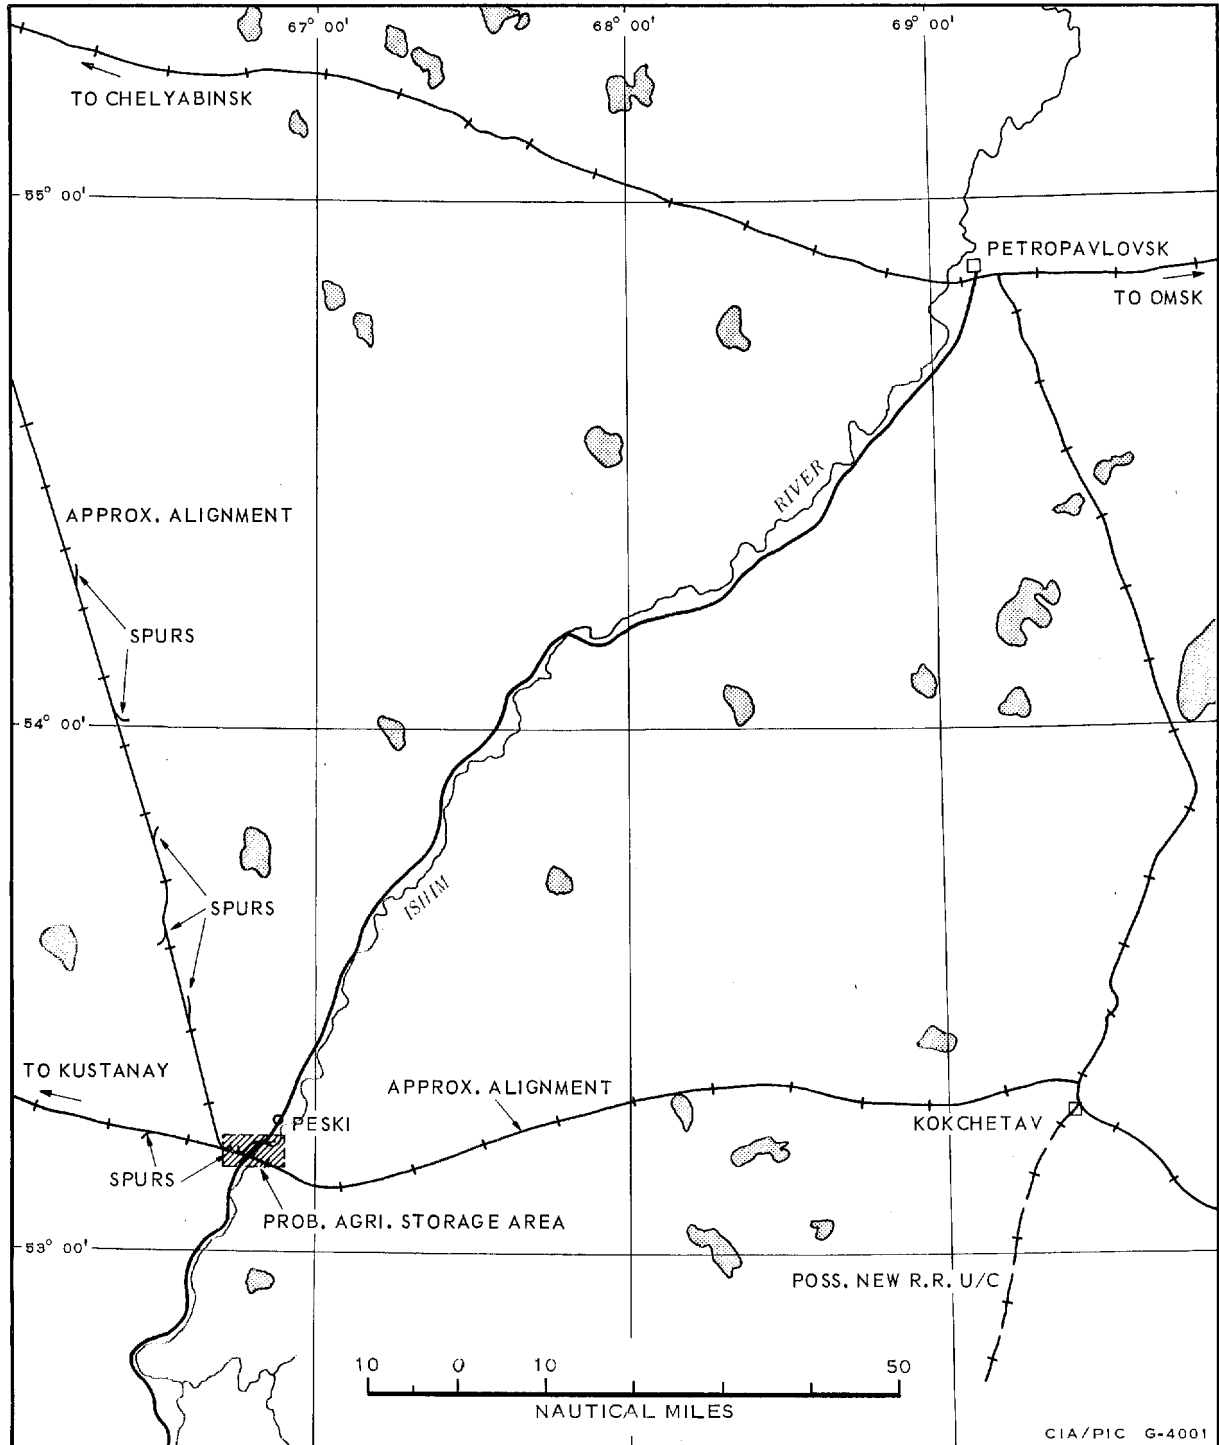 67° 00'
68° 00'
69° 00'
TO CHELYABINSK
55° 00'
PETROPAVLOVSK
TO OMSK
RIVER
APPROX. ALIGNMENT
SPURS
54° 00'
ISHIM
SPURS
TO KUSTANAY
APPROX. ALIGNMENT
PESKI
KOKCHETAV
SPURS
PROB. AGRI. STORAGE AREA
53° 00'
POSS. NEW R.R. U/C
10 0 10 50
NAUTICAL MILES
CIA/PIC G-4001